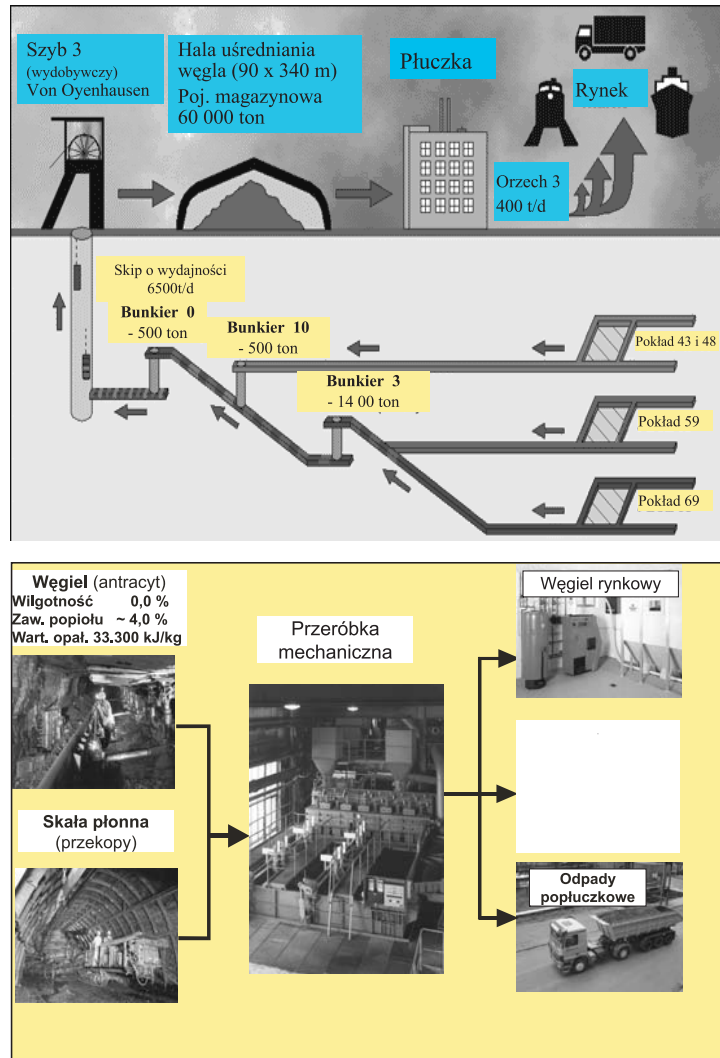 Szyb 3
(wydobywczy)
Von Oyenhausen
Hala uśredniania
węgla (90 x 340 m)
Poj. magazynowa
60 000 ton
Płuczka
Rynek
Orzech 3
400 t/d
Skip o wydajności
6500t/d
Bunkier 0
- 500 ton
Bunkier 10
- 500 ton
Bunkier 3
- 14 00 ton
Pokład 43 i 48
Pokład 59
Pokład 69
Węgiel (antracyt)
Wilgotność 0,0 %
Zaw. popiołu ~ 4,0 %
Wart. opał. 33.300 kJ/kg
Przeróbka
mechaniczna
Węgiel rynkowy
Skała płonna
(przekopy)
Odpady
popłuczkowe